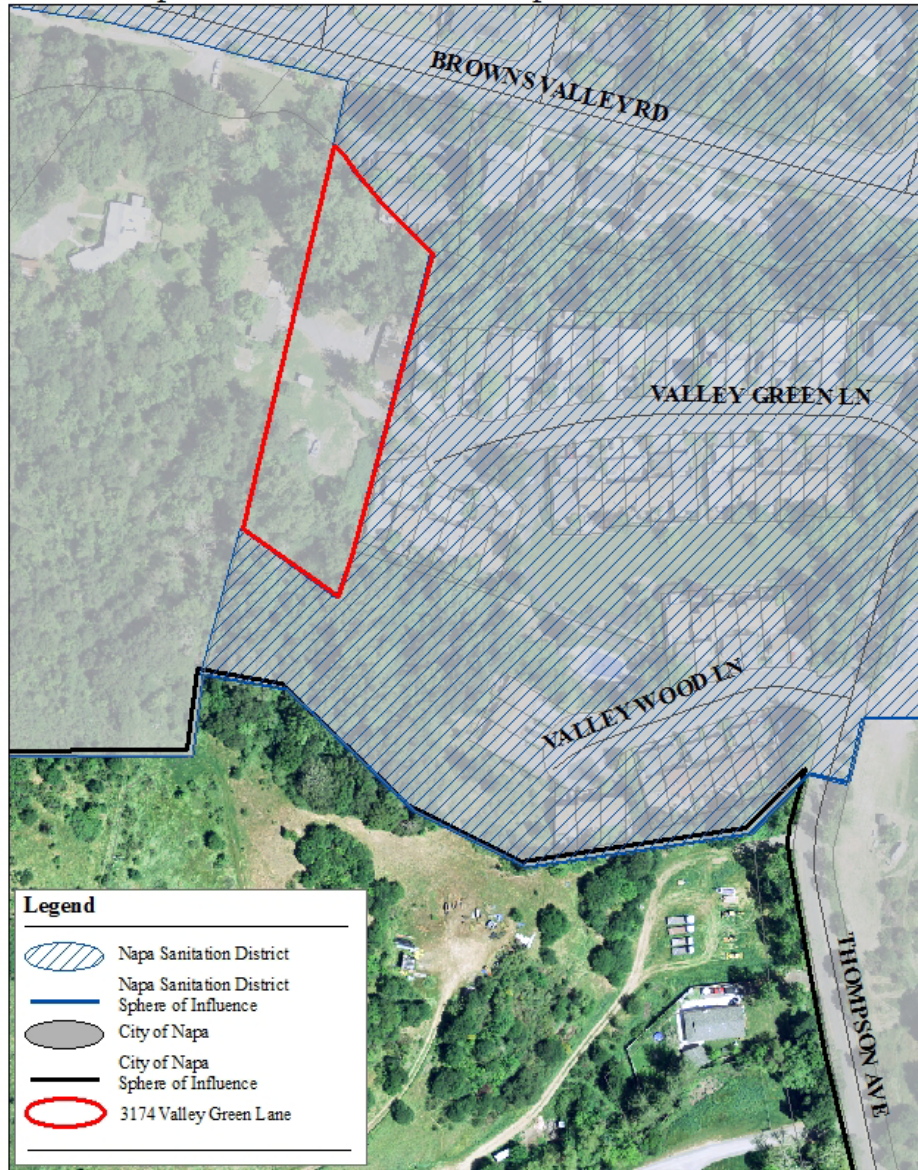 BROWNS VALLEY RD
VALLEY GREEN LN
VALLEYWOOD LN
THOMPSON AVE
Legend
Napa Sanitation District
Napa Sanitation District
Sphere of Influence
City of Napa
City of Napa
Sphere of Influence
3174 Valley Green Lane